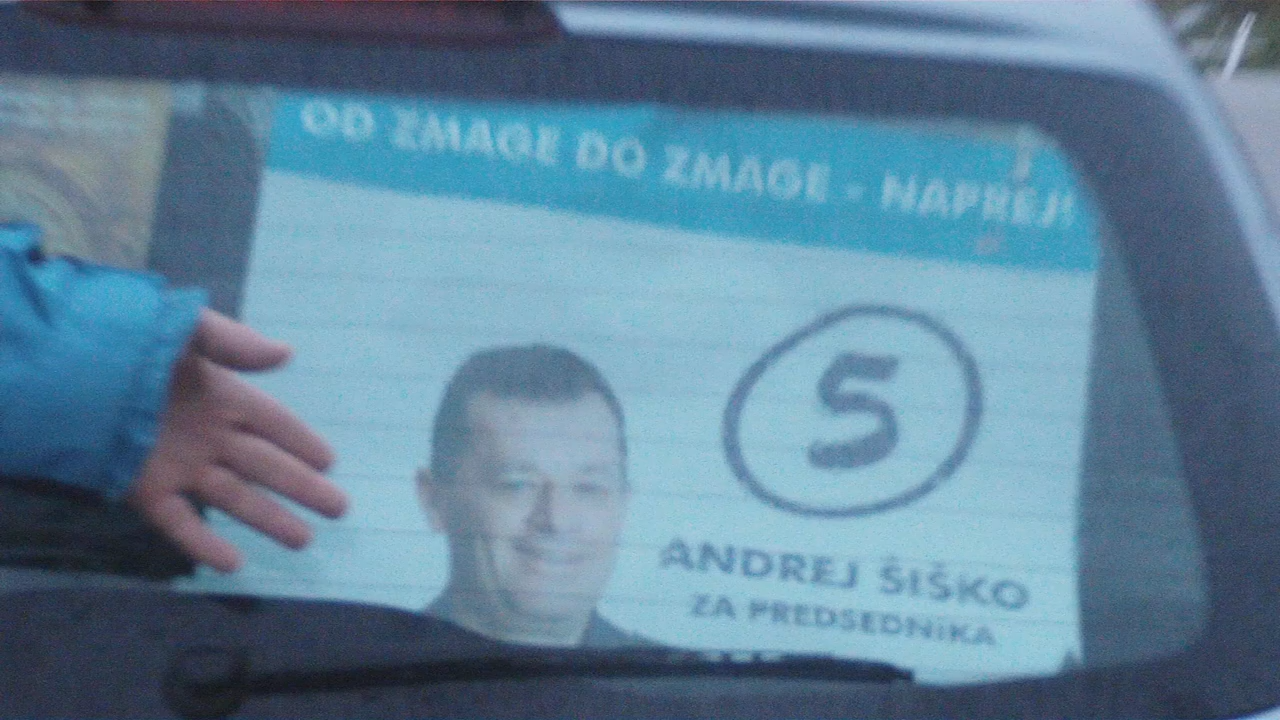 OD ZMAGE DO ZMAGE - NAPREJ!
5
ANDREJ ŠIŠKO
ZA PREDSEDNiKA